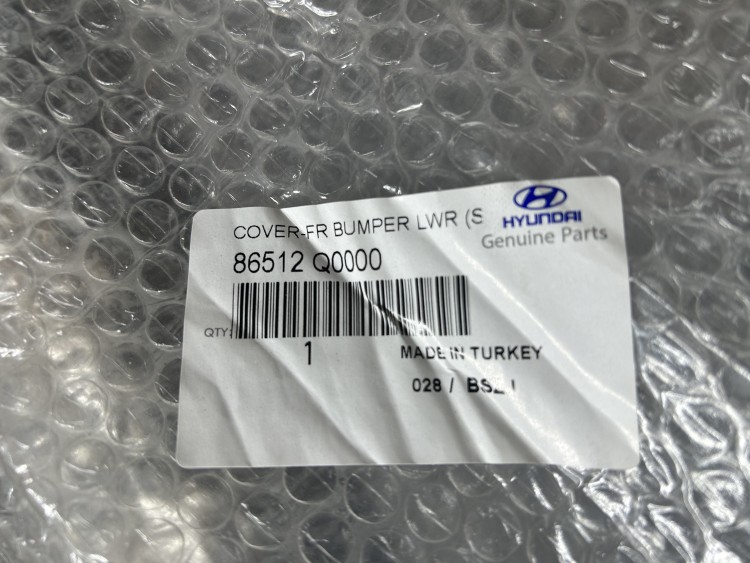 COVER-FR BUMPER LWR (S
HYUNDAI
Genuine Parts
86512 Q0000
QTY:
1
MADE IN TURKEY
028 /